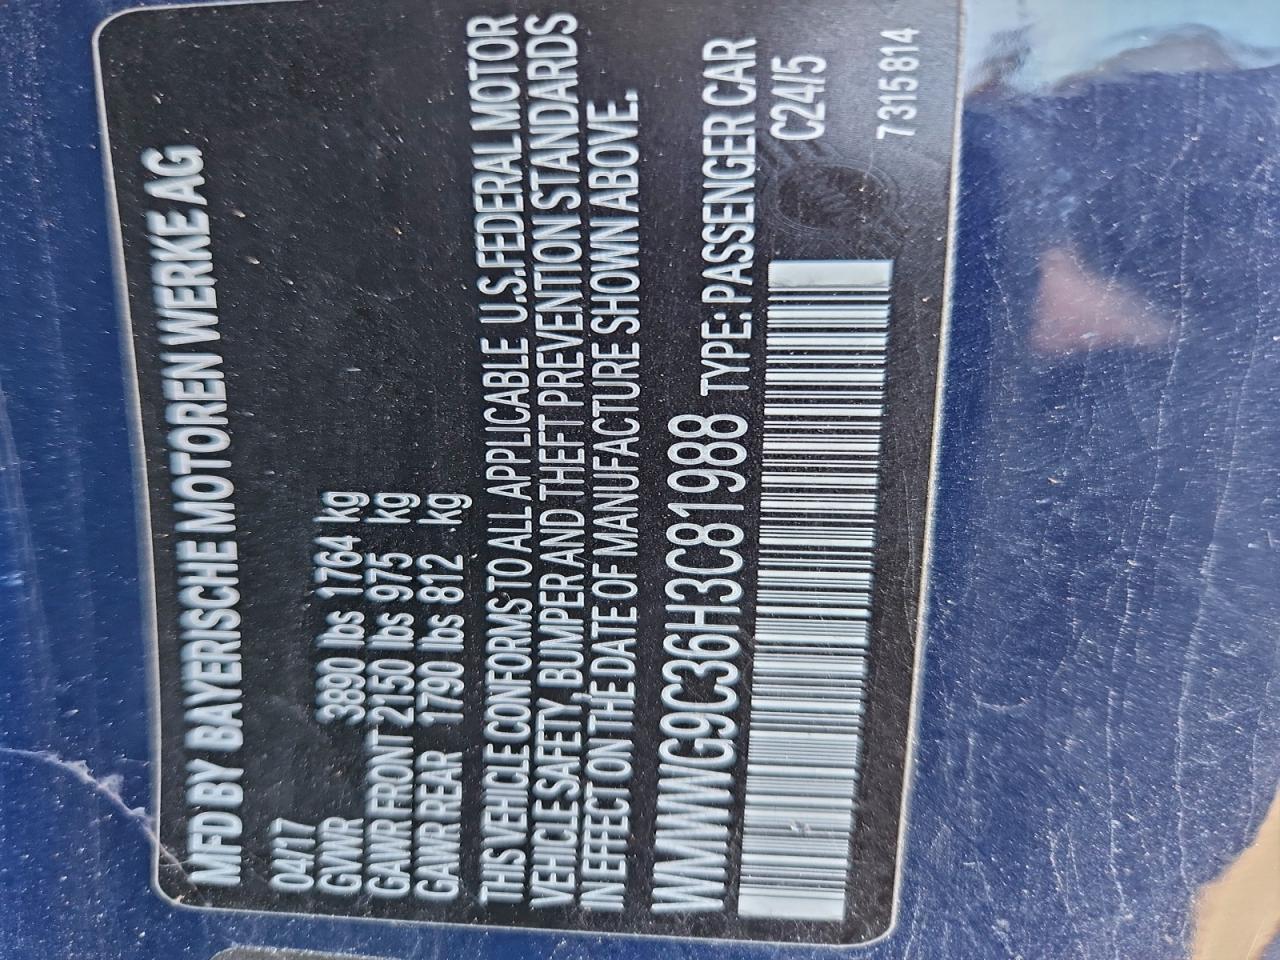 MFD BY BAYERISCHE MOTOREN WERKE AG
04/17
GVWR 3890 lbs 1764 kg
GAWR FRONT 2150 lbs 975 kg
GAWR REAR 1790 lbs 812 kg
THIS VEHICLE CONFORMS TO ALL APPLICABLE U.S. FEDERAL MOTOR
VEHICLE SAFETY, BUMPER AND THEFT PREVENTION STANDARDS
IN EFFECT ON THE DATE OF MANUFACTURE SHOWN ABOVE.
WMWWG9C36H3C81988 TYPE: PASSENGER CAR
C24/5
7315814